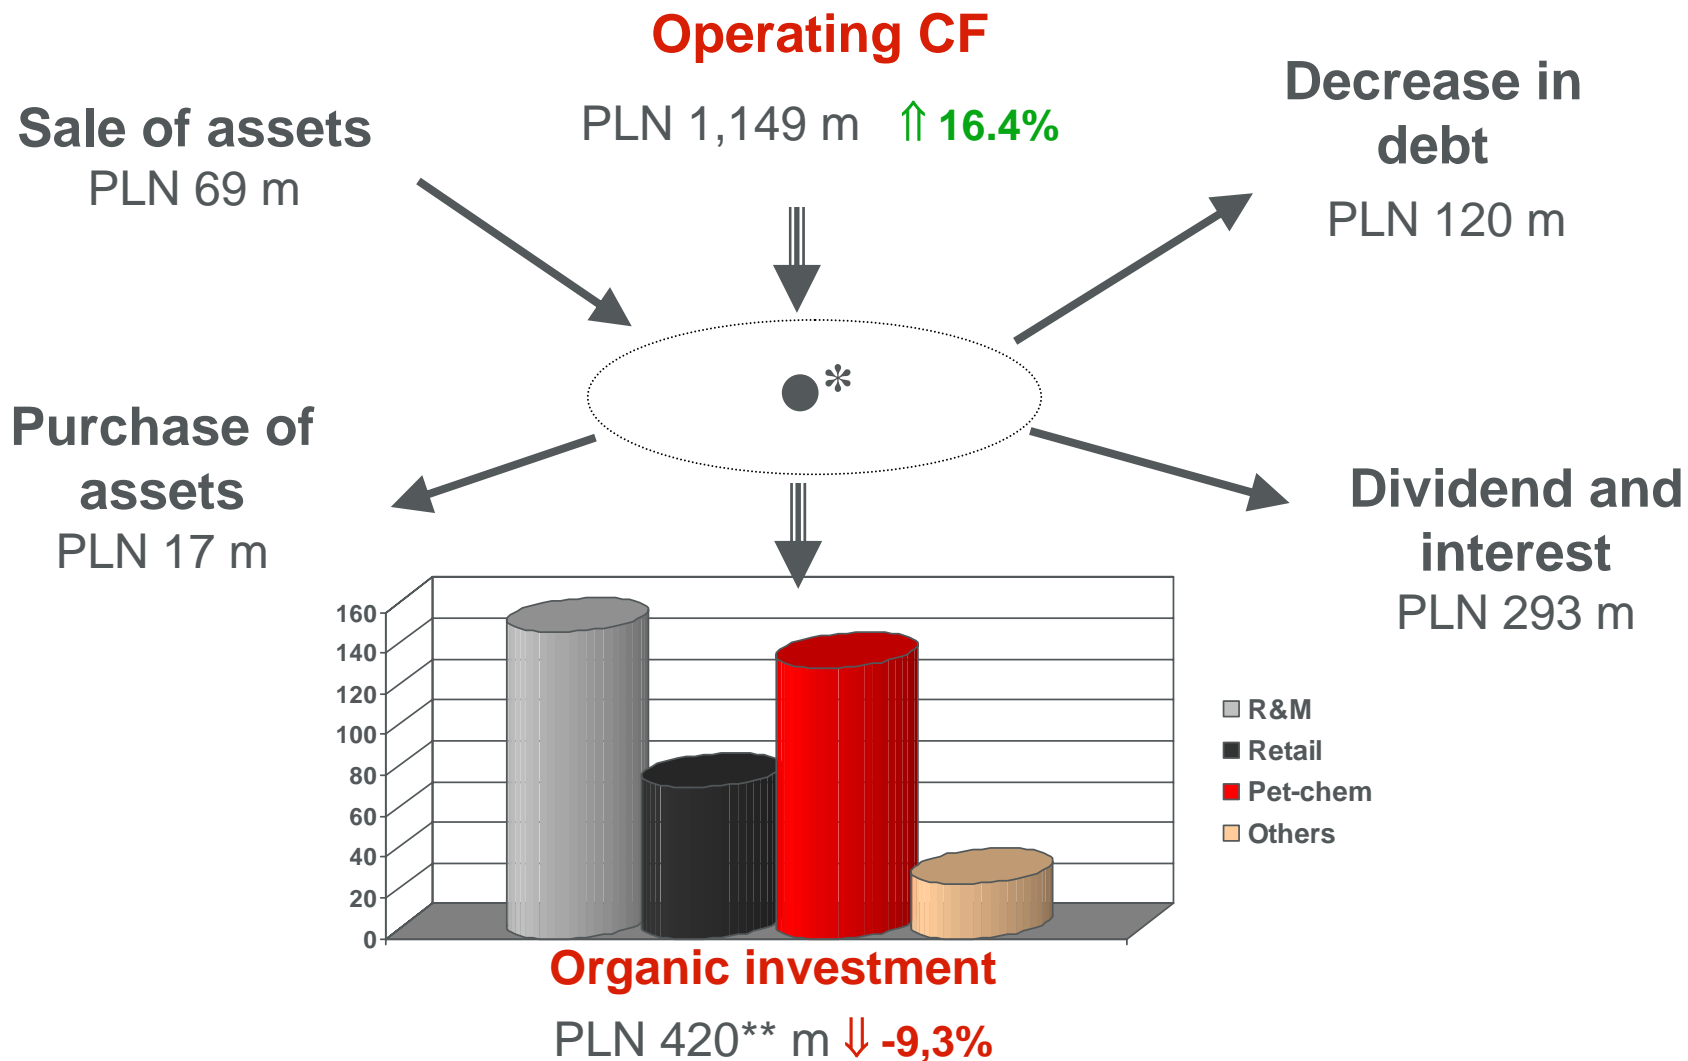 Operating CF
PLN 1,149 m ⇑ 16.4%
Sale of assets
PLN 69 m
Decrease in
debt
PLN 120 m
*
Purchase of
assets
PLN 17 m
Dividend and
interest
PLN 293 m
160
140
120
100
80
60
40
20
0
R&M
Retail
Pet-chem
Others
Organic investment
PLN 420** m ⇓ -9,3%